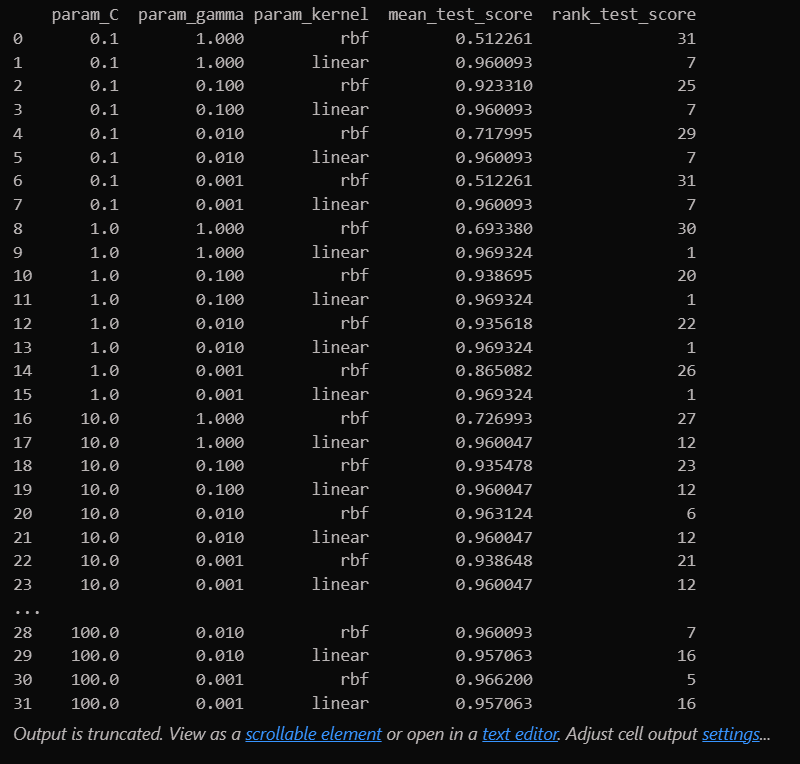 param_C param_gamma param_kernel mean_test_score rank_test_score
0 0.1 1.000 rbf 0.512261 31
1 0.1 1.000 linear 0.960093 7
2 0.1 0.100 rbf 0.923310 25
3 0.1 0.100 linear 0.960093 7
4 0.1 0.010 rbf 0.717995 29
5 0.1 0.010 linear 0.960093 7
6 0.1 0.001 rbf 0.512261 31
7 0.1 0.001 linear 0.960093 7
8 1.0 1.000 rbf 0.693380 30
9 1.0 1.000 linear 0.969324 1
10 1.0 0.100 rbf 0.938695 20
11 1.0 0.100 linear 0.969324 1
12 1.0 0.010 rbf 0.935618 22
13 1.0 0.010 linear 0.969324 1
14 1.0 0.001 rbf 0.865082 26
15 1.0 0.001 linear 0.969324 1
16 10.0 1.000 rbf 0.726993 27
17 10.0 1.000 linear 0.960047 12
18 10.0 0.100 rbf 0.935478 23
19 10.0 0.100 linear 0.960047 12
20 10.0 0.010 rbf 0.963124 6
21 10.0 0.010 linear 0.960047 12
22 10.0 0.001 rbf 0.938648 21
23 10.0 0.001 linear 0.960047 12
...
28 100.0 0.010 rbf 0.960093 7
29 100.0 0.010 linear 0.957063 16
30 100.0 0.001 rbf 0.966200 5
31 100.0 0.001 linear 0.957063 16
Output is truncated. View as a scrollable element or open in a text editor. Adjust cell output settings...